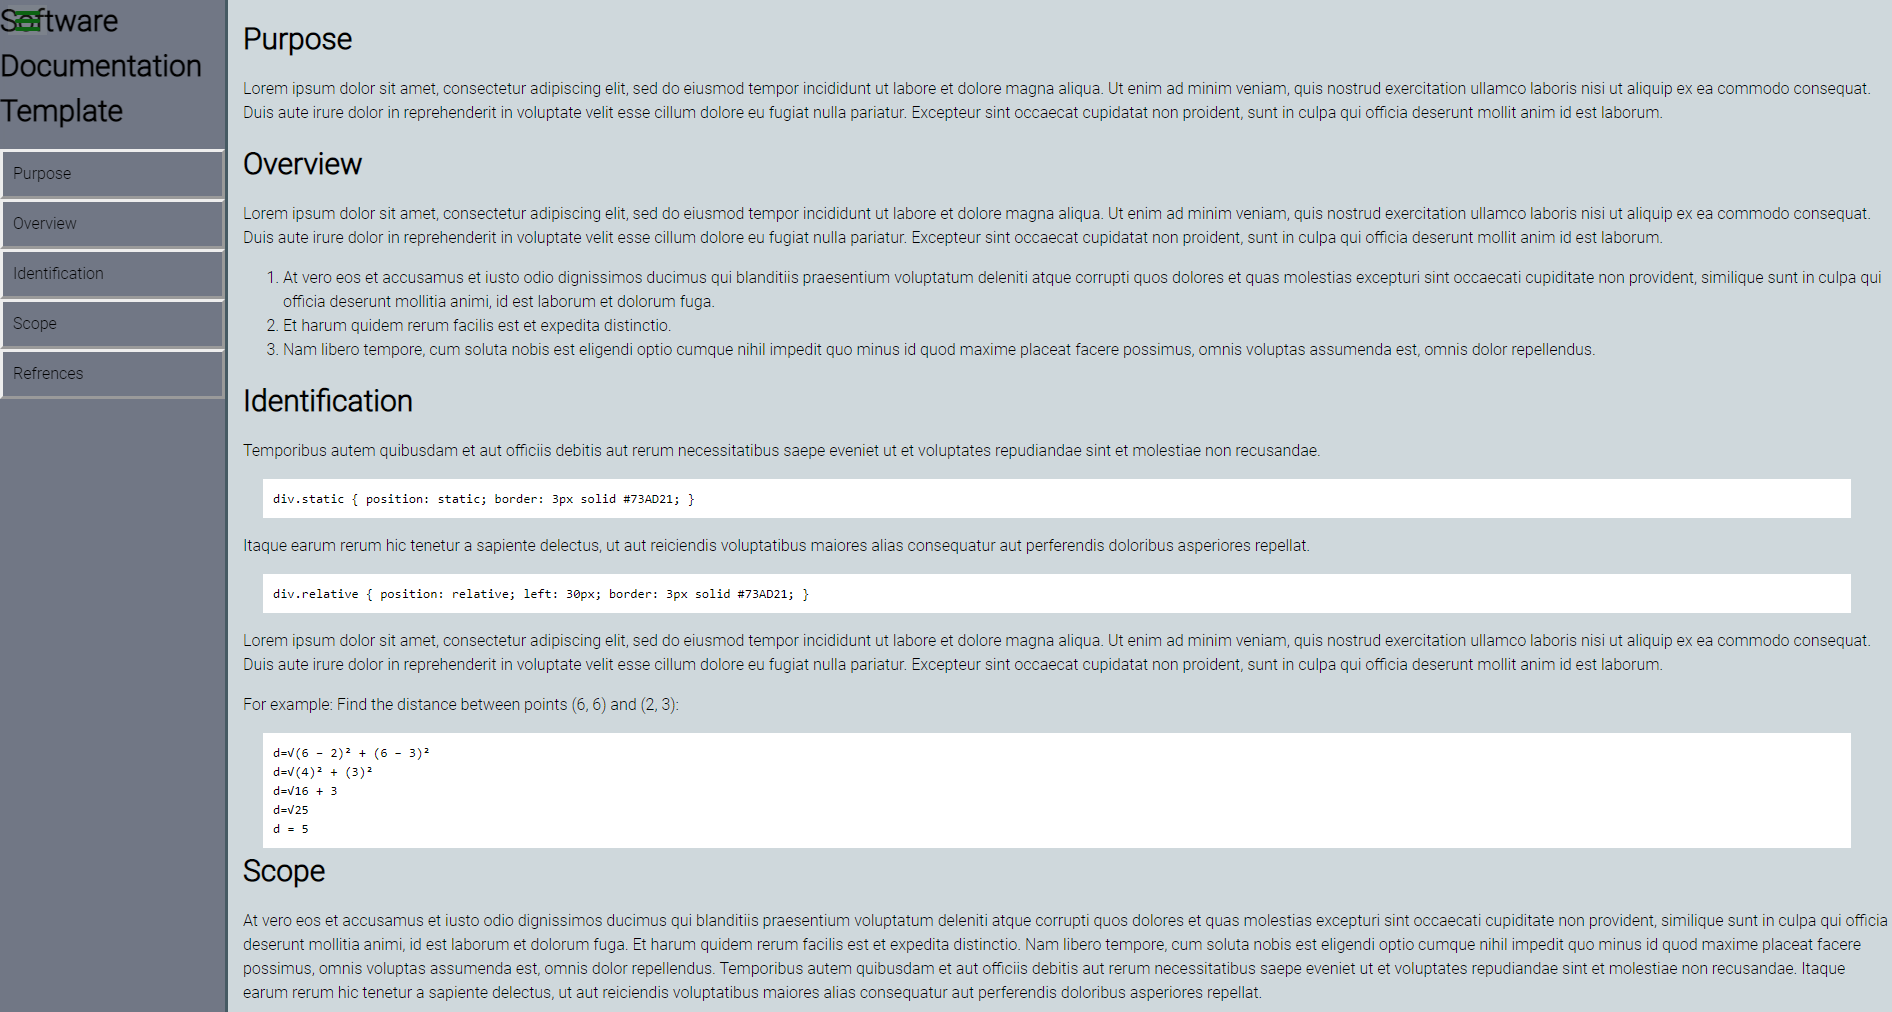 Software
Documentation
Template
Purpose
Overview
Identification
Scope
Refrences
Purpose
Lorem ipsum dolor sit amet, consectetur adipiscing elit, sed do eiusmod tempor incididunt ut labore et dolore magna aliqua. Ut enim ad minim veniam, quis nostrud exercitation ullamco laboris nisi ut aliquip ex ea commodo consequat.
Duis aute irure dolor in reprehenderit in voluptate velit esse cillum dolore eu fugiat nulla pariatur. Excepteur sint occaecat cupidatat non proident, sunt in culpa qui officia deserunt mollit anim id est laborum.
Overview
Lorem ipsum dolor sit amet, consectetur adipiscing elit, sed do eiusmod tempor incididunt ut labore et dolore magna aliqua. Ut enim ad minim veniam, quis nostrud exercitation ullamco laboris nisi ut aliquip ex ea commodo consequat.
Duis aute irure dolor in reprehenderit in voluptate velit esse cillum dolore eu fugiat nulla pariatur. Excepteur sint occaecat cupidatat non proident, sunt in culpa qui officia deserunt mollit anim id est laborum.
1. At vero eos et accusamus et iusto odio dignissimos ducimus qui blanditiis praesentium voluptatum deleniti atque corrupti quos dolores et quas molestias excepturi sint occaecati cupiditate non provident, similique sunt in culpa qui
officia deserunt mollitia animi, id est laborum et dolorum fuga.
2. Et harum quidem rerum facilis est et expedita distinctio.
3. Nam libero tempore, cum soluta nobis est eligendi optio cumque nihil impedit quo minus id quod maxime placeat facere possimus, omnis voluptas assumenda est, omnis dolor repellendus.
Identification
Temporibus autem quibusdam et aut officiis debitis aut rerum necessitatibus saepe eveniet ut et voluptates repudiandae sint et molestiae non recusandae.
div.static { position: static; border: 3px solid #73AD21; }
Itaque earum rerum hic tenetur a sapiente delectus, ut aut reiciendis voluptatibus maiores alias consequatur aut perferendis doloribus asperiores repellat.
div.relative { position: relative; left: 30px; border: 3px solid #73AD21; }
Lorem ipsum dolor sit amet, consectetur adipiscing elit, sed do eiusmod tempor incididunt ut labore et dolore magna aliqua. Ut enim ad minim veniam, quis nostrud exercitation ullamco laboris nisi ut aliquip ex ea commodo consequat.
Duis aute irure dolor in reprehenderit in voluptate velit esse cillum dolore eu fugiat nulla pariatur. Excepteur sint occaecat cupidatat non proident, sunt in culpa qui officia deserunt mollit anim id est laborum.
For example: Find the distance between points (6, 6) and (2, 3):
d=√(6 - 2)² + (6 - 3)²
d=√(4)² + (3)²
d=√16 + 3
d=√25
d = 5
Scope
At vero eos et accusamus et iusto odio dignissimos ducimus qui blanditiis praesentium voluptatum deleniti atque corrupti quos dolores et quas molestias excepturi sint occaecati cupiditate non provident, similique sunt in culpa qui officia
deserunt mollitia animi, id est laborum et dolorum fuga. Et harum quidem rerum facilis est et expedita distinctio. Nam libero tempore, cum soluta nobis est eligendi optio cumque nihil impedit quo minus id quod maxime placeat facere
possimus, omnis voluptas assumenda est, omnis dolor repellendus. Temporibus autem quibusdam et aut officiis debitis aut rerum necessitatibus saepe eveniet ut et voluptates repudiandae sint et molestiae non recusandae. Itaque
earum rerum hic tenetur a sapiente delectus, ut aut reiciendis voluptatibus maiores alias consequatur aut perferendis doloribus asperiores repellat.